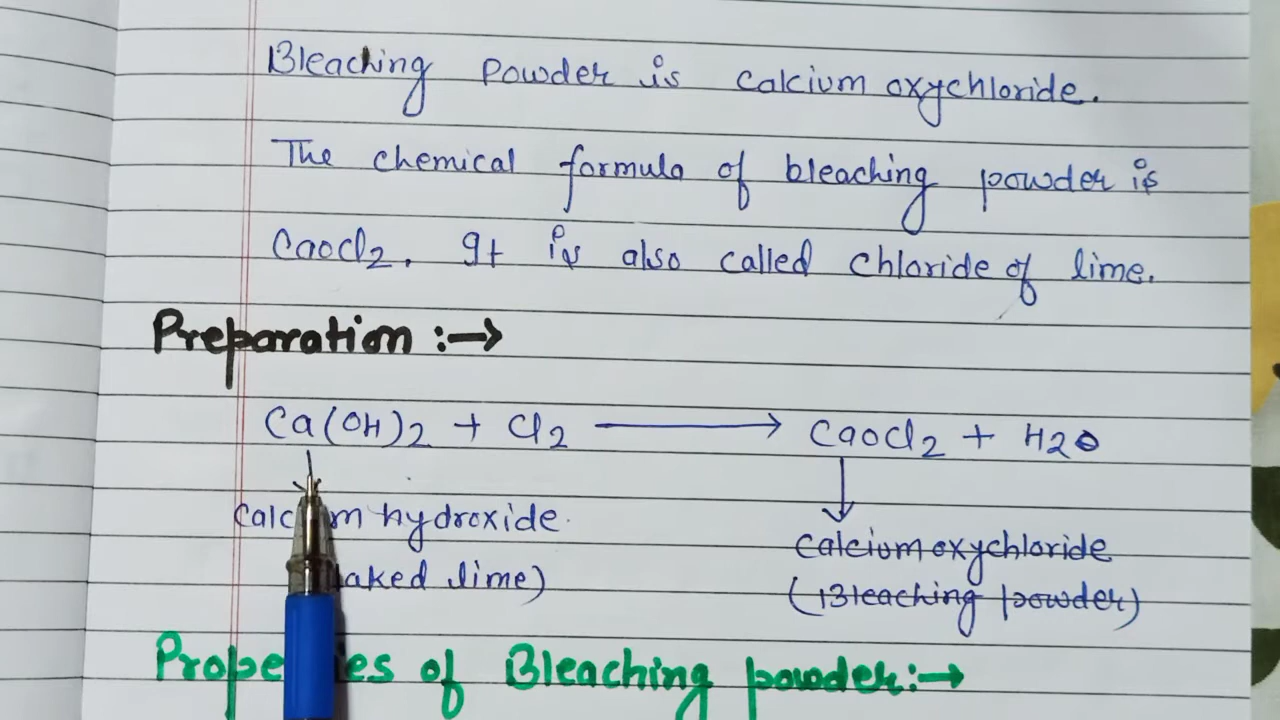 Bleaching powder is calcium oxychloride.
The chemical formula of bleaching powder is
CaOCl2. It is also called chloride of lime.
Preparation :→
Ca(OH)2 + Cl2 → CaOCl2 + H2O
hydroxide
lime)
Calcium oxychloride
(Bleaching powder)
of Bleaching powder:→